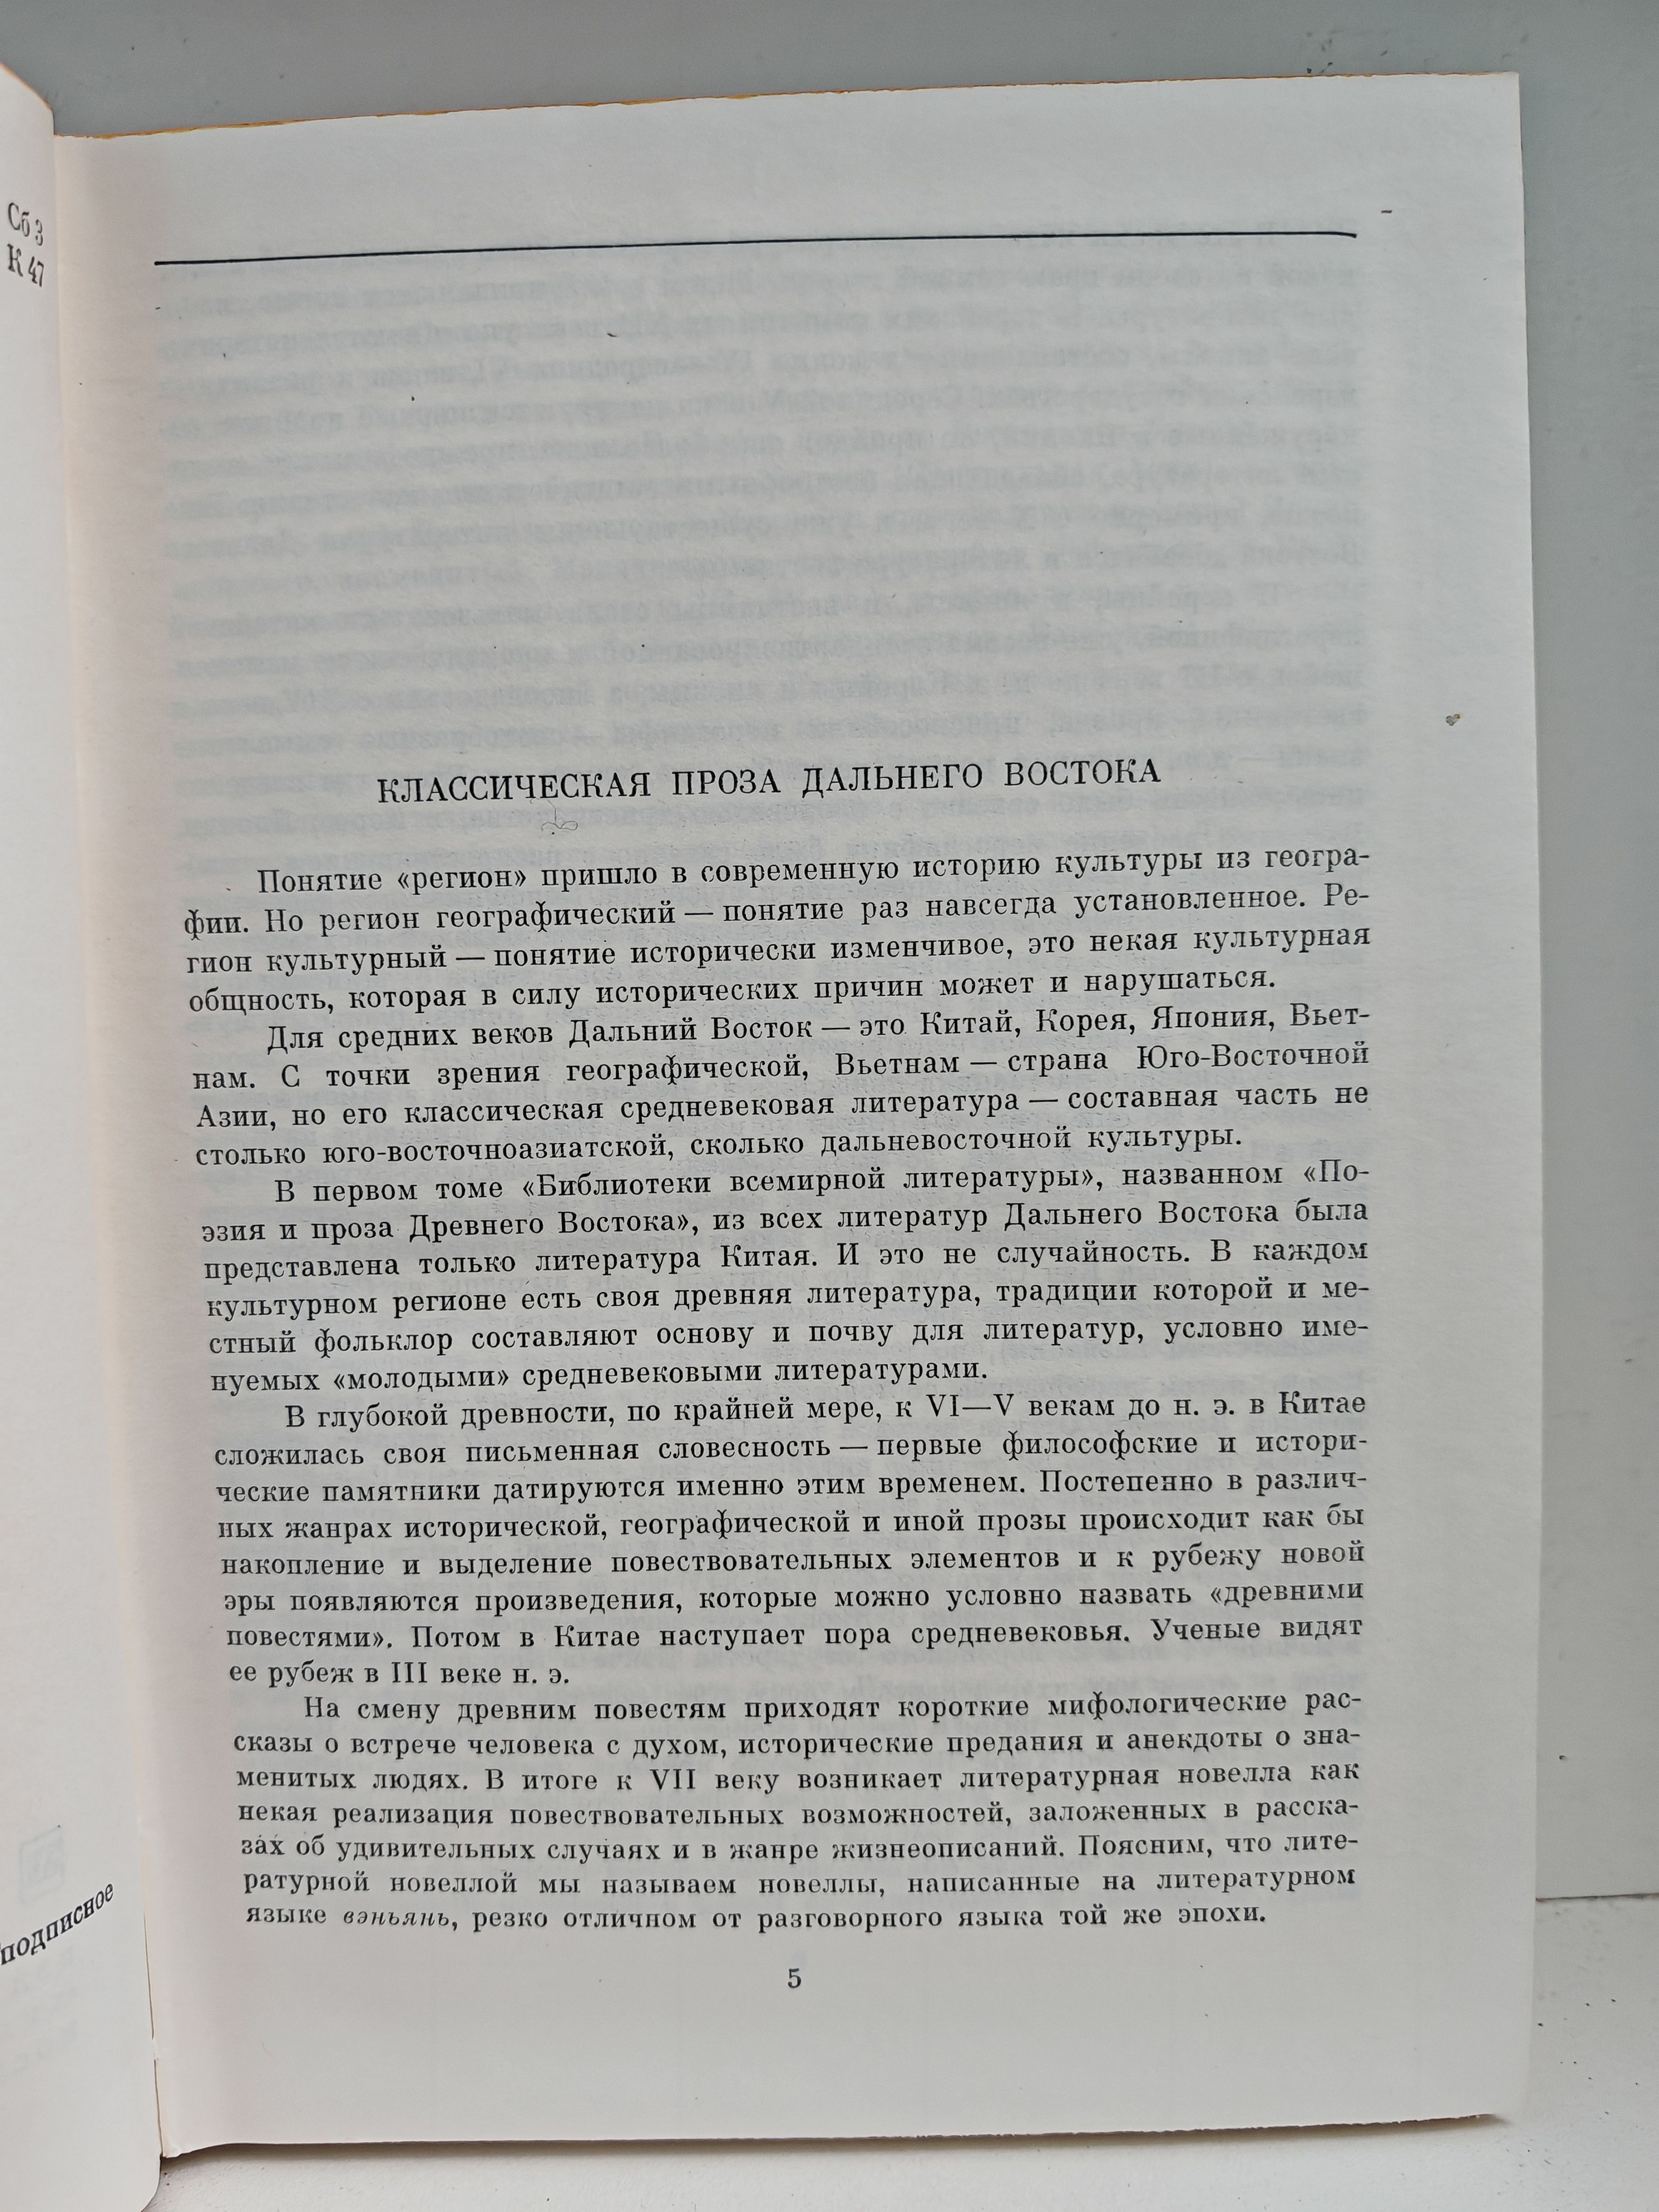 Сб 3
К 47
подписное
КЛАССИЧЕСКАЯ ПРОЗА ДАЛЬНЕГО ВОСТОКА
Понятие «регион» пришло в современную историю культуры из геогра-
фии. Но регион географический — понятие раз навсегда установленное. Ре-
гион культурный — понятие исторически изменчивое, это некая культурная
общность, которая в силу исторических причин может и нарушаться.
Для средних веков Дальний Восток — это Китай, Корея, Япония, Вьет-
нам. С точки зрения географической, Вьетнам — страна Юго-Восточной
Азии, но его классическая средневековая литература — составная часть не
столько юго-восточноазиатской, сколько дальневосточной культуры.
В первом томе «Библиотеки всемирной литературы», названном «По-
эзия и проза Древнего Востока», из всех литератур Дальнего Востока была
представлена только литература Китая. И это не случайность. В каждом
культурном регионе есть своя древняя литература, традиции которой и ме-
стный фольклор составляют основу и почву для литератур, условно име-
нуемых «молодыми» средневековыми литературами.
В глубокой древности, по крайней мере, к VI—V векам до н. э. в Китае
сложилась своя письменная словесность — первые философские и истори-
ческие памятники датируются именно этим временем. Постепенно в различ-
ных жанрах исторической, географической и иной прозы происходит как бы
накопление и выделение повествовательных элементов и к рубежу новой
эры появляются произведения, которые можно условно назвать «древними
повестями». Потом в Китае наступает пора средневековья. Ученые видят
ее рубеж в III веке н. э.
На смену древним повестям приходят короткие мифологические рас-
сказы о встрече человека с духом, исторические предания и анекдоты о зна-
менитых людях. В итоге к VII веку возникает литературная новелла как
некая реализация повествовательных возможностей, заложенных в расска-
зах об удивительных случаях и в жанре жизнеописаний. Поясним, что лите-
ратурной новеллой мы называем новеллы, написанные на литературном
языке вэньянь, резко отличном от разговорного языка той же эпохи.
5